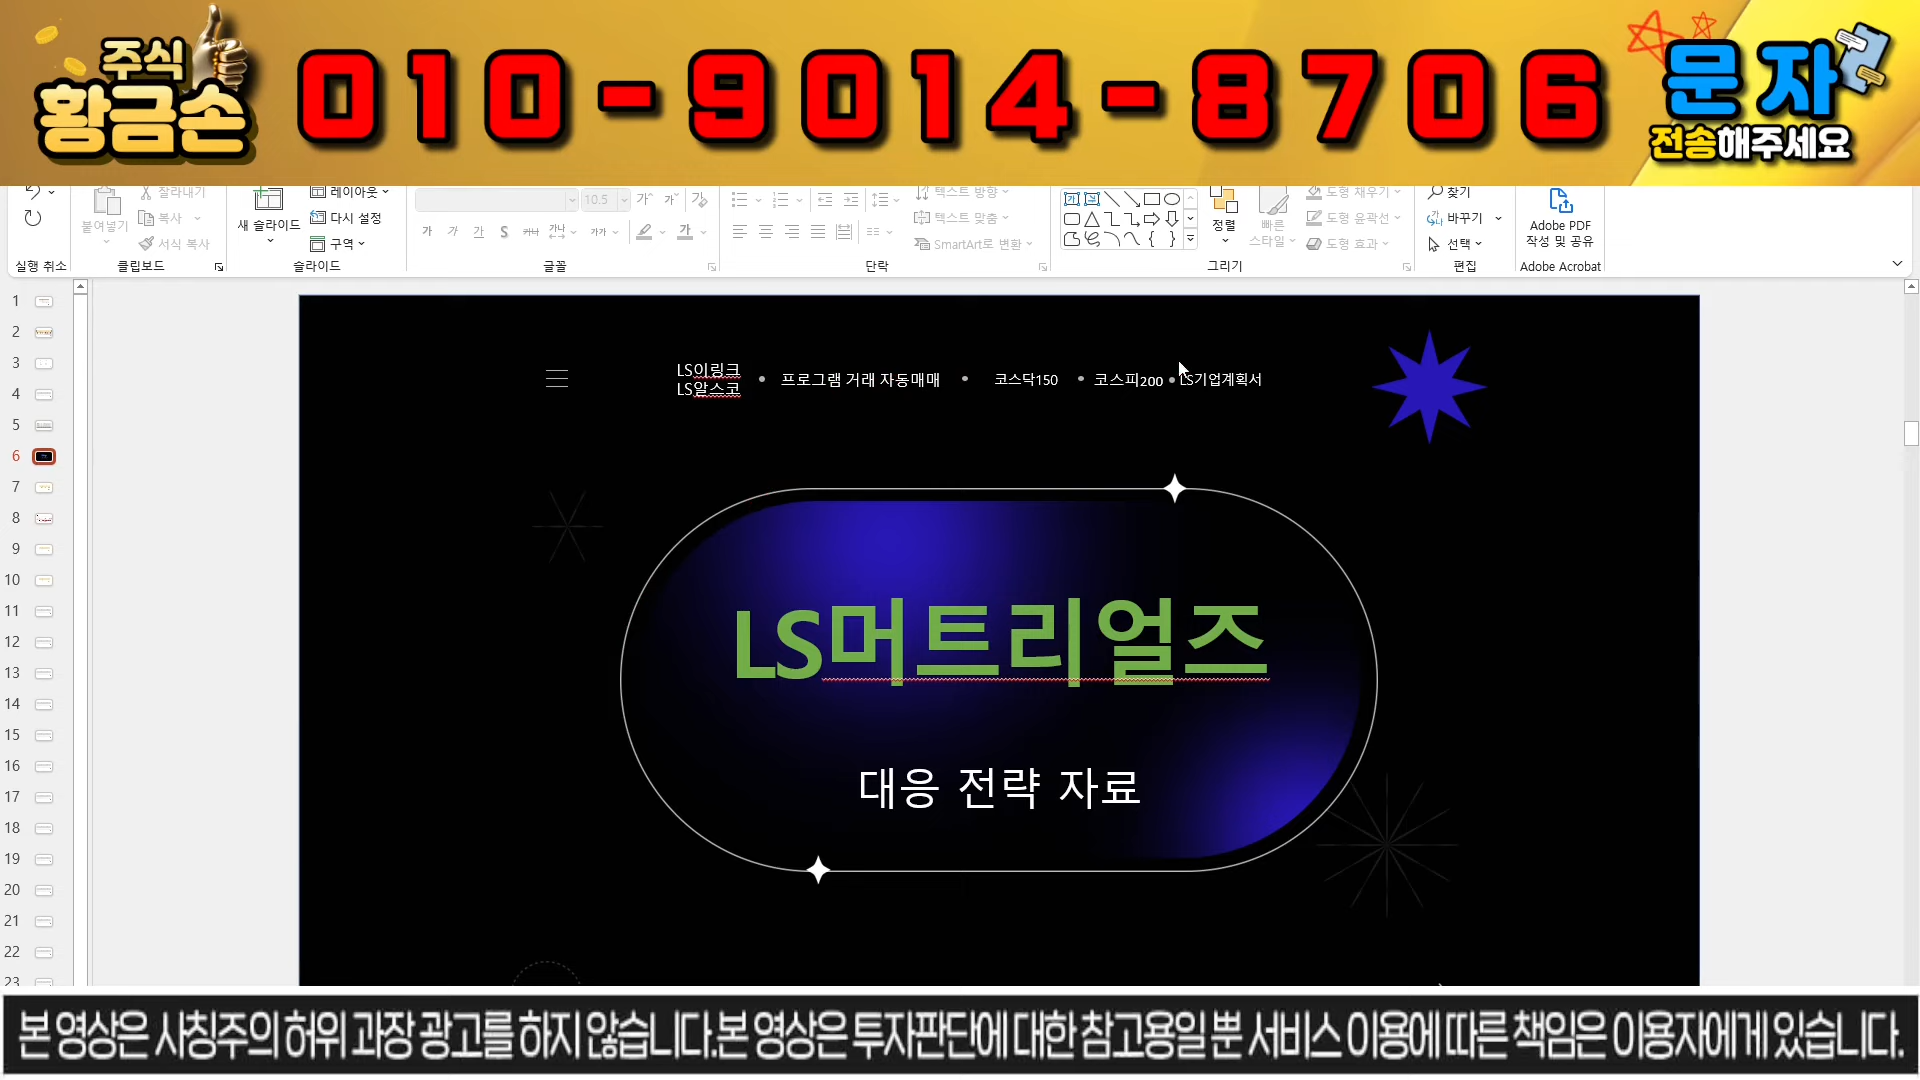 주식
황금손
010-9014-8706
문자
전송해주세요
잘라내기
붙여넣기
복사
서식 복사
실행 취소
클립보드
새 슬라이드
레이아웃
다시 설정
구역
슬라이드
10.5
가 가 가 S 가나 가가 가
글꼴
텍스트 방향
텍스트 맞춤
SmartArt로 변환
단락
정렬
빠른
스타일
도형 채우기
도형 윤곽선
도형 효과
그리기
찾기
바꾸기
선택
편집
Adobe PDF
작성 및 공유
Adobe Acrobat
1
2
3
4
5
6
7
8
9
10
11
12
13
14
15
16
17
18
19
20
21
22
23
LS이링크
LS알스코
• 프로그램 거래 자동매매 • 코스닥150 • 코스피200 • LS기업계획서
LS머트리얼즈
대응 전략 자료
본 영상은 사칭주의 허위 과장 광고를 하지 않습니다.본 영상은 투자판단에 대한 참고용일 뿐 서비스 이용에 따른 책임은 이용자에게 있습니다.